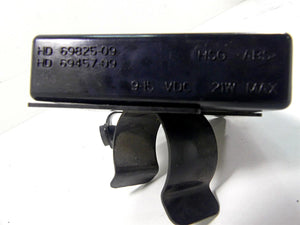 HD 69825-09 HSG >ABS<
HD 69457-09
9-15 VDC 21W MAX